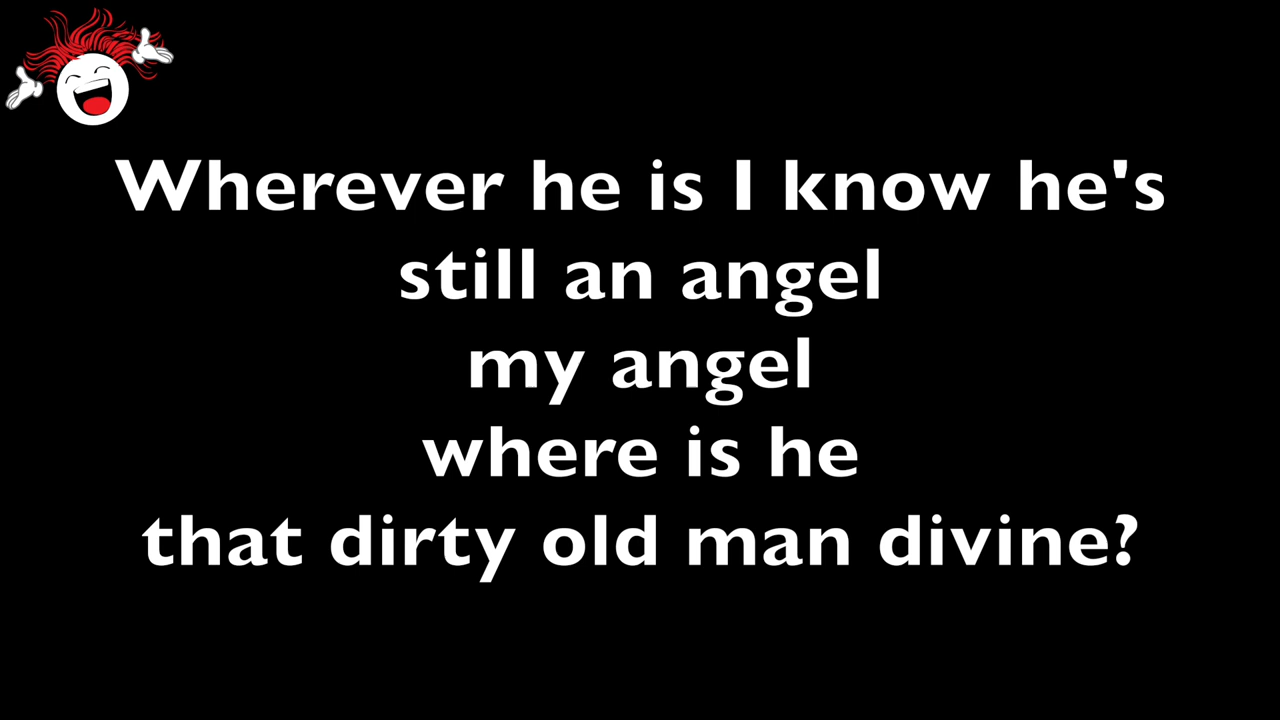 Wherever he is I know he's
still an angel
my angel
where is he
that dirty old man divine?